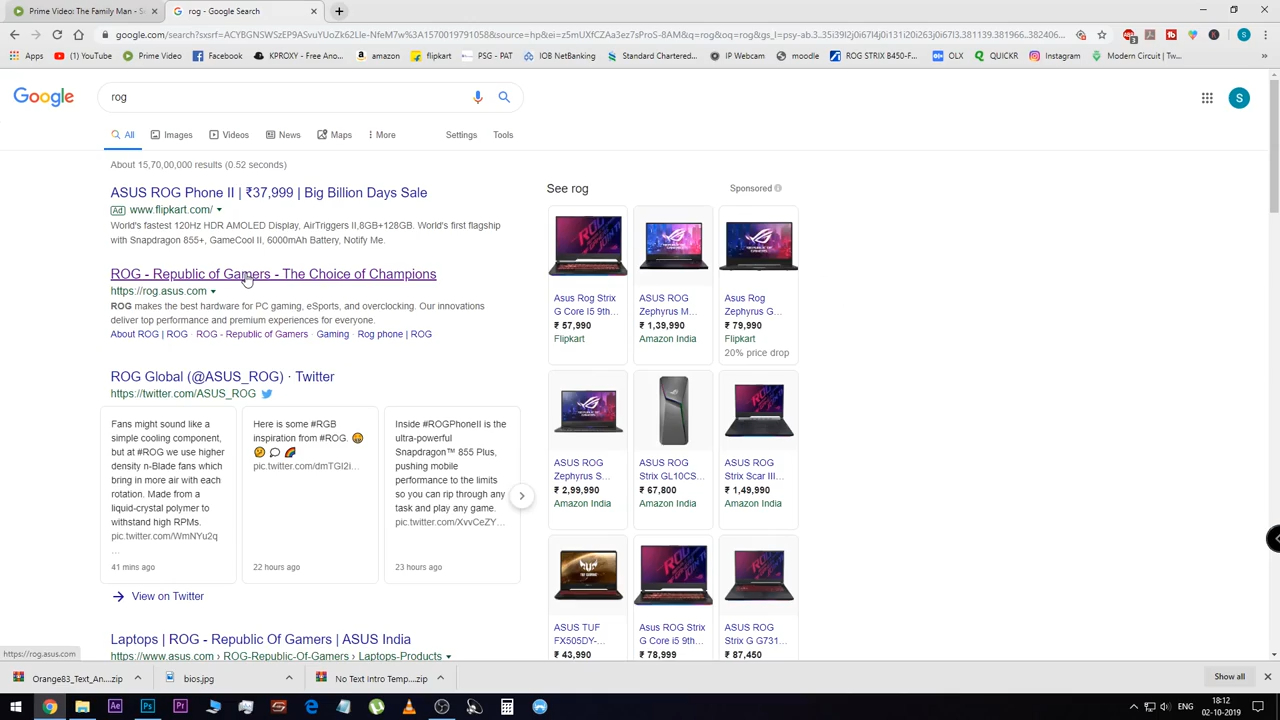 Prime Video: The Family Man - S
rog - Google Search
google.com/search?sxsrf=ACYBGNSWSzEP9ASvuYUoZk62Lle-NfeM7w%3A1570019791058&source=hp&ei=z5mUXfCZAa3ez7sProS-8AM&q=rog&oq=rog&gs_l=psy-ab.3..35i39l2j0i67l4j0i131i20i263j0i67l3.381139.381966..382406...
Apps
(1) YouTube
Prime Video
Facebook
KPROXY - Free An...
amazon
flipkart
PSG - PAT
IOB NetBanking
Standard Chartered...
IP Webcam
moodle
ROG STRIX B450-F...
OLX
QUICKR
Instagram
Modern Circuit | Tw...
Google
rog
S
All
Images
Videos
News
Maps
More
Settings
Tools
About 15,70,00,000 results (0.52 seconds)
ASUS ROG Phone II | ₹37,999 | Big Billion Days Sale
Ad www.flipkart.com/
World's fastest 120Hz HDR AMOLED Display, AirTriggers II,8GB+128GB. World's first flagship
with Snapdragon 855+, GameCool II, 6000mAh Battery, Notify Me.
ROG - Republic of Gamers - The Choice of Champions
https://rog.asus.com
ROG makes the best hardware for PC gaming, eSports, and overclocking. Our innovations
deliver top performance and premium experiences for everyone.
About ROG | ROG · ROG - Republic of Gamers · Gaming · Rog phone | ROG
ROG Global (@ASUS_ROG) · Twitter
https://twitter.com/ASUS_ROG
Fans might sound like a
simple cooling component,
but at #ROG we use higher
density n-Blade fans which
bring in more air with each
rotation. Made from a
liquid-crystal polymer to
withstand high RPMs.
pic.twitter.com/WmNYu2q
...
41 mins ago
Here is some #RGB
inspiration from #ROG.
pic.twitter.com/dmTGI2i...
22 hours ago
Inside #ROGPhoneII is the
ultra-powerful
Snapdragon™ 855 Plus,
pushing mobile
performance to the limits
so you can rip through any
task and play any game.
pic.twitter.com/XvvCeZY...
23 hours ago
View on Twitter
Laptops | ROG - Republic Of Gamers | ASUS India
https://www.asus.com › ROG-Republic-Of-Gamers › Laptops-Products
See rog
Sponsored
Asus Rog Strix
G Core I5 9th...
₹ 57,990
Flipkart
ASUS ROG
Zephyrus M...
₹ 1,39,990
Amazon India
Asus Rog
Zephyrus G...
₹ 79,990
Flipkart
20% price drop
ASUS ROG
Zephyrus S...
₹ 2,99,990
Amazon India
ASUS ROG
Strix GL10CS...
₹ 67,800
Amazon India
ASUS ROG
Strix Scar III...
₹ 1,49,990
Amazon India
ASUS TUF
FX505DY-...
₹ 43,990
Asus ROG Strix
G Core i5 9th...
₹ 78,999
ASUS ROG
Strix G G731...
₹ 87,450
https://rog.asus.com
Orange83_Text_An....zip
bios.jpg
No Text Intro Temp....zip
Show all
ENG
18:12
02-10-2019